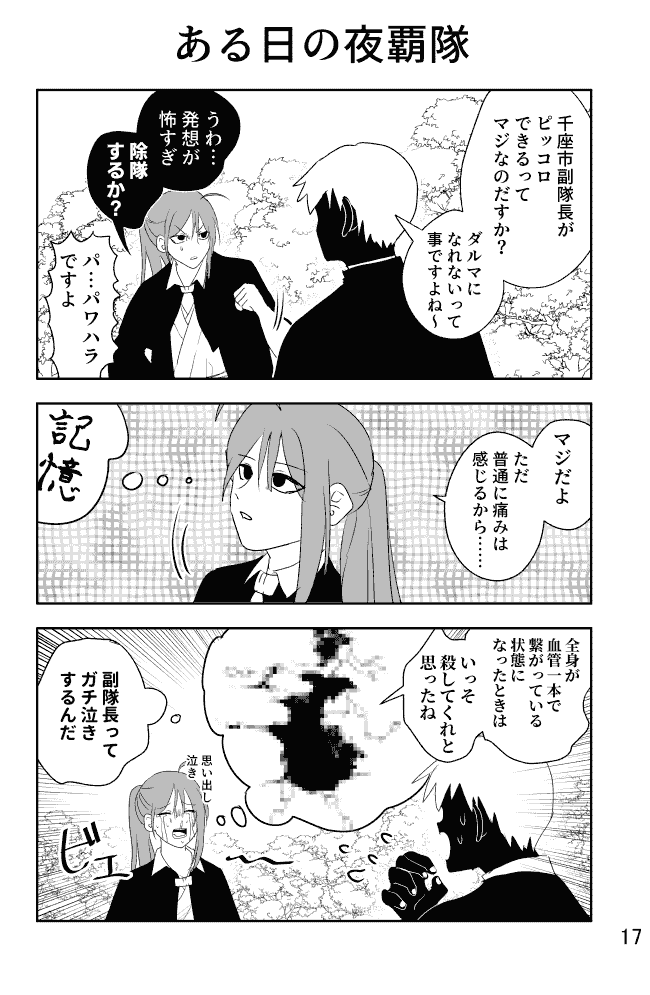 ある日の夜覇隊
千座市副隊長が
ピッコロ
できるって
マジなのだすか?
ダルマに
なれないって
事ですよね~
うわ…
発想が
怖すぎ
除隊
するか?
パ…パワハラ
ですよ
マジだよ
ただ
普通に痛みは
感じるから……
記憶
全身が
血管一本で
繋がっている
状態に
なったときは
いっそ
殺してくれと
思ったね
思い出し
泣き
副隊長って
ガチ泣き
するんだ
ビエ
17